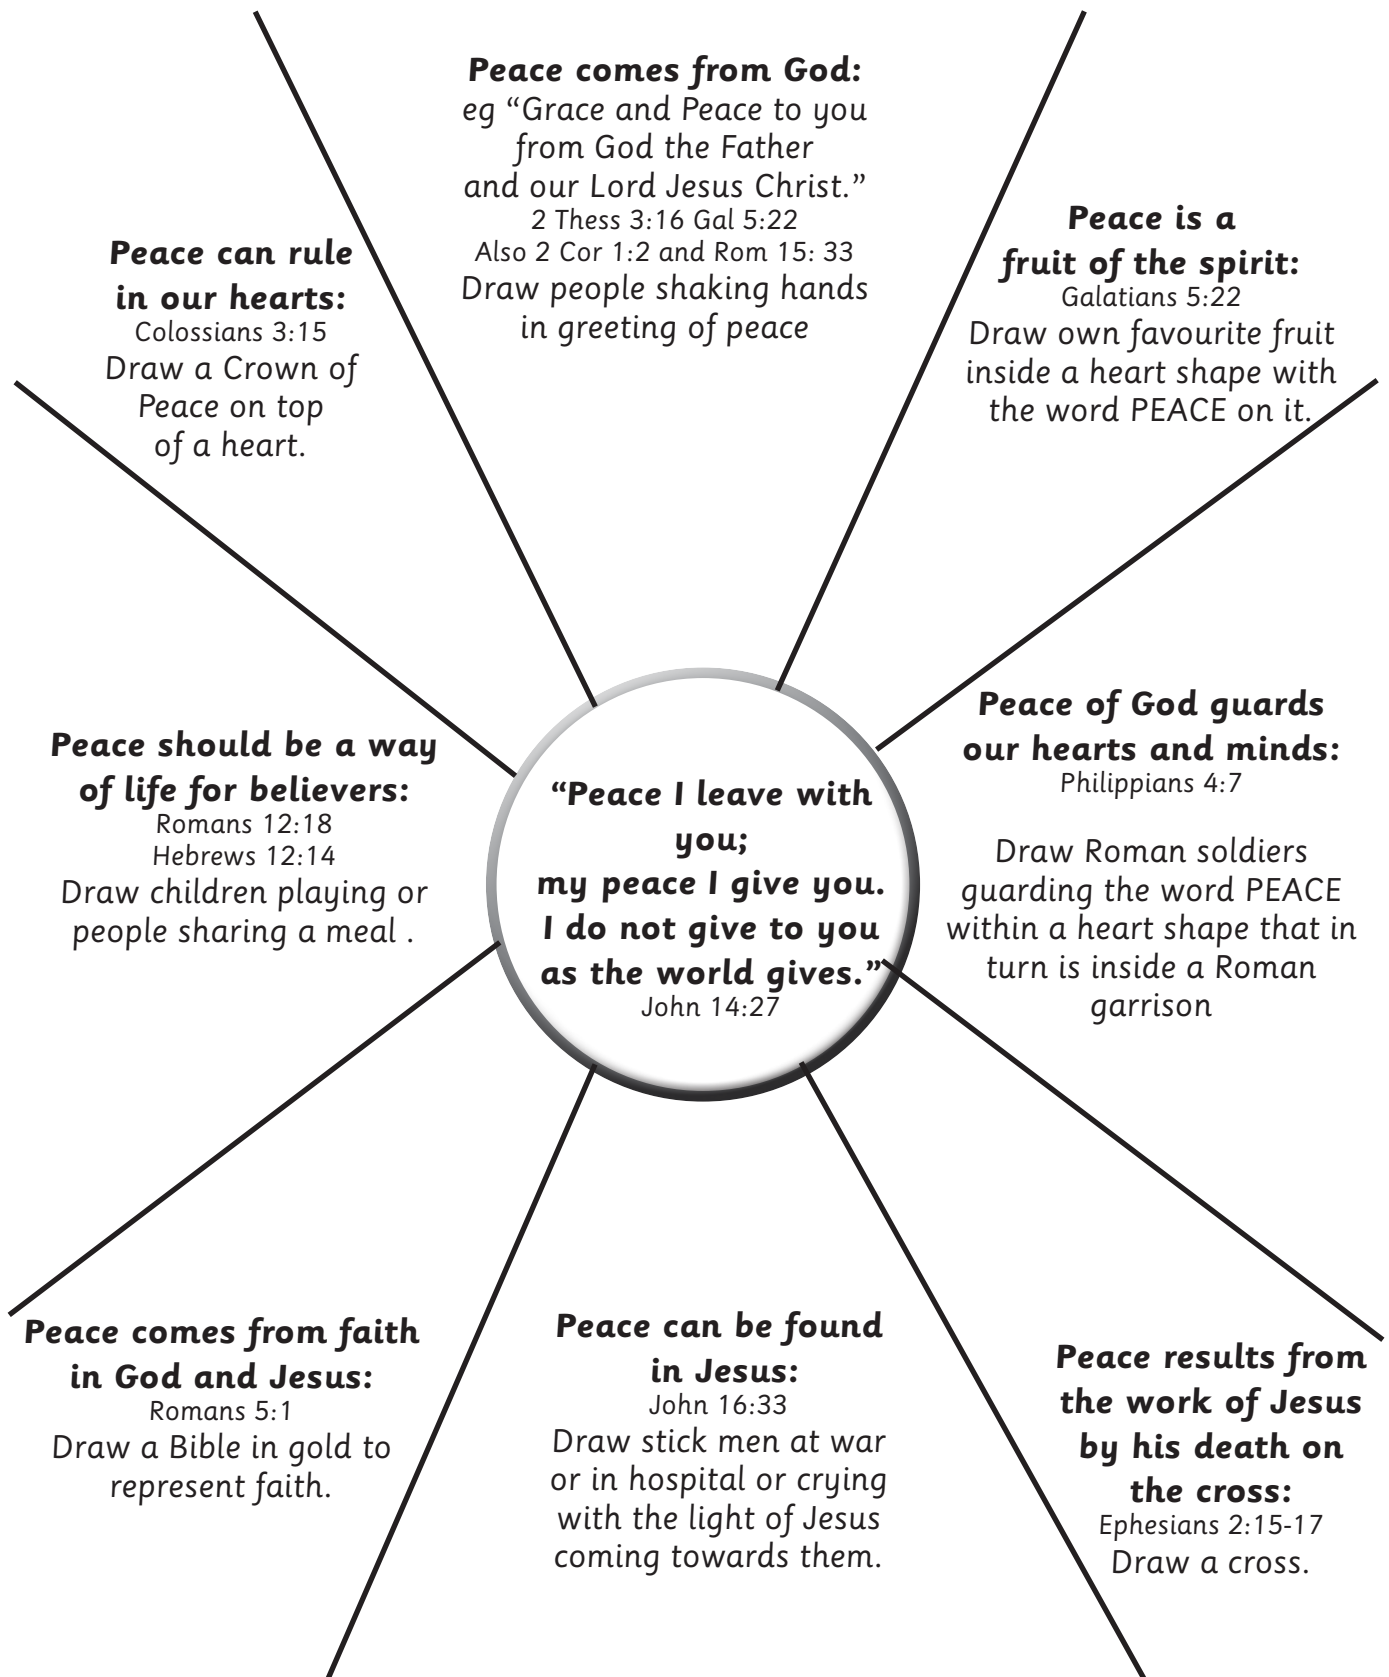 Peace comes from God:
eg “Grace and Peace to you
from God the Father
and our Lord Jesus Christ.”
2 Thess 3:16 Gal 5:22
Also 2 Cor 1:2 and Rom 15: 33
Draw people shaking hands
in greeting of peace
Peace is a
fruit of the spirit:
Galatians 5:22
Draw own favourite fruit
inside a heart shape with
the word PEACE on it.
Peace can rule
in our hearts:
Colossians 3:15
Draw a Crown of
Peace on top
of a heart.
Peace of God guards
our hearts and minds:
Philippians 4:7
Draw Roman soldiers
guarding the word PEACE
within a heart shape that in
turn is inside a Roman
garrison
Peace should be a way
of life for believers:
Romans 12:18
Hebrews 12:14
Draw children playing or
people sharing a meal .
“Peace I leave with
you;
my peace I give you.
I do not give to you
as the world gives.”
John 14:27
Peace comes from faith
in God and Jesus:
Romans 5:1
Draw a Bible in gold to
represent faith.
Peace can be found
in Jesus:
John 16:33
Draw stick men at war
or in hospital or crying
with the light of Jesus
coming towards them.
Peace results from
the work of Jesus
by his death on
the cross:
Ephesians 2:15-17
Draw a cross.